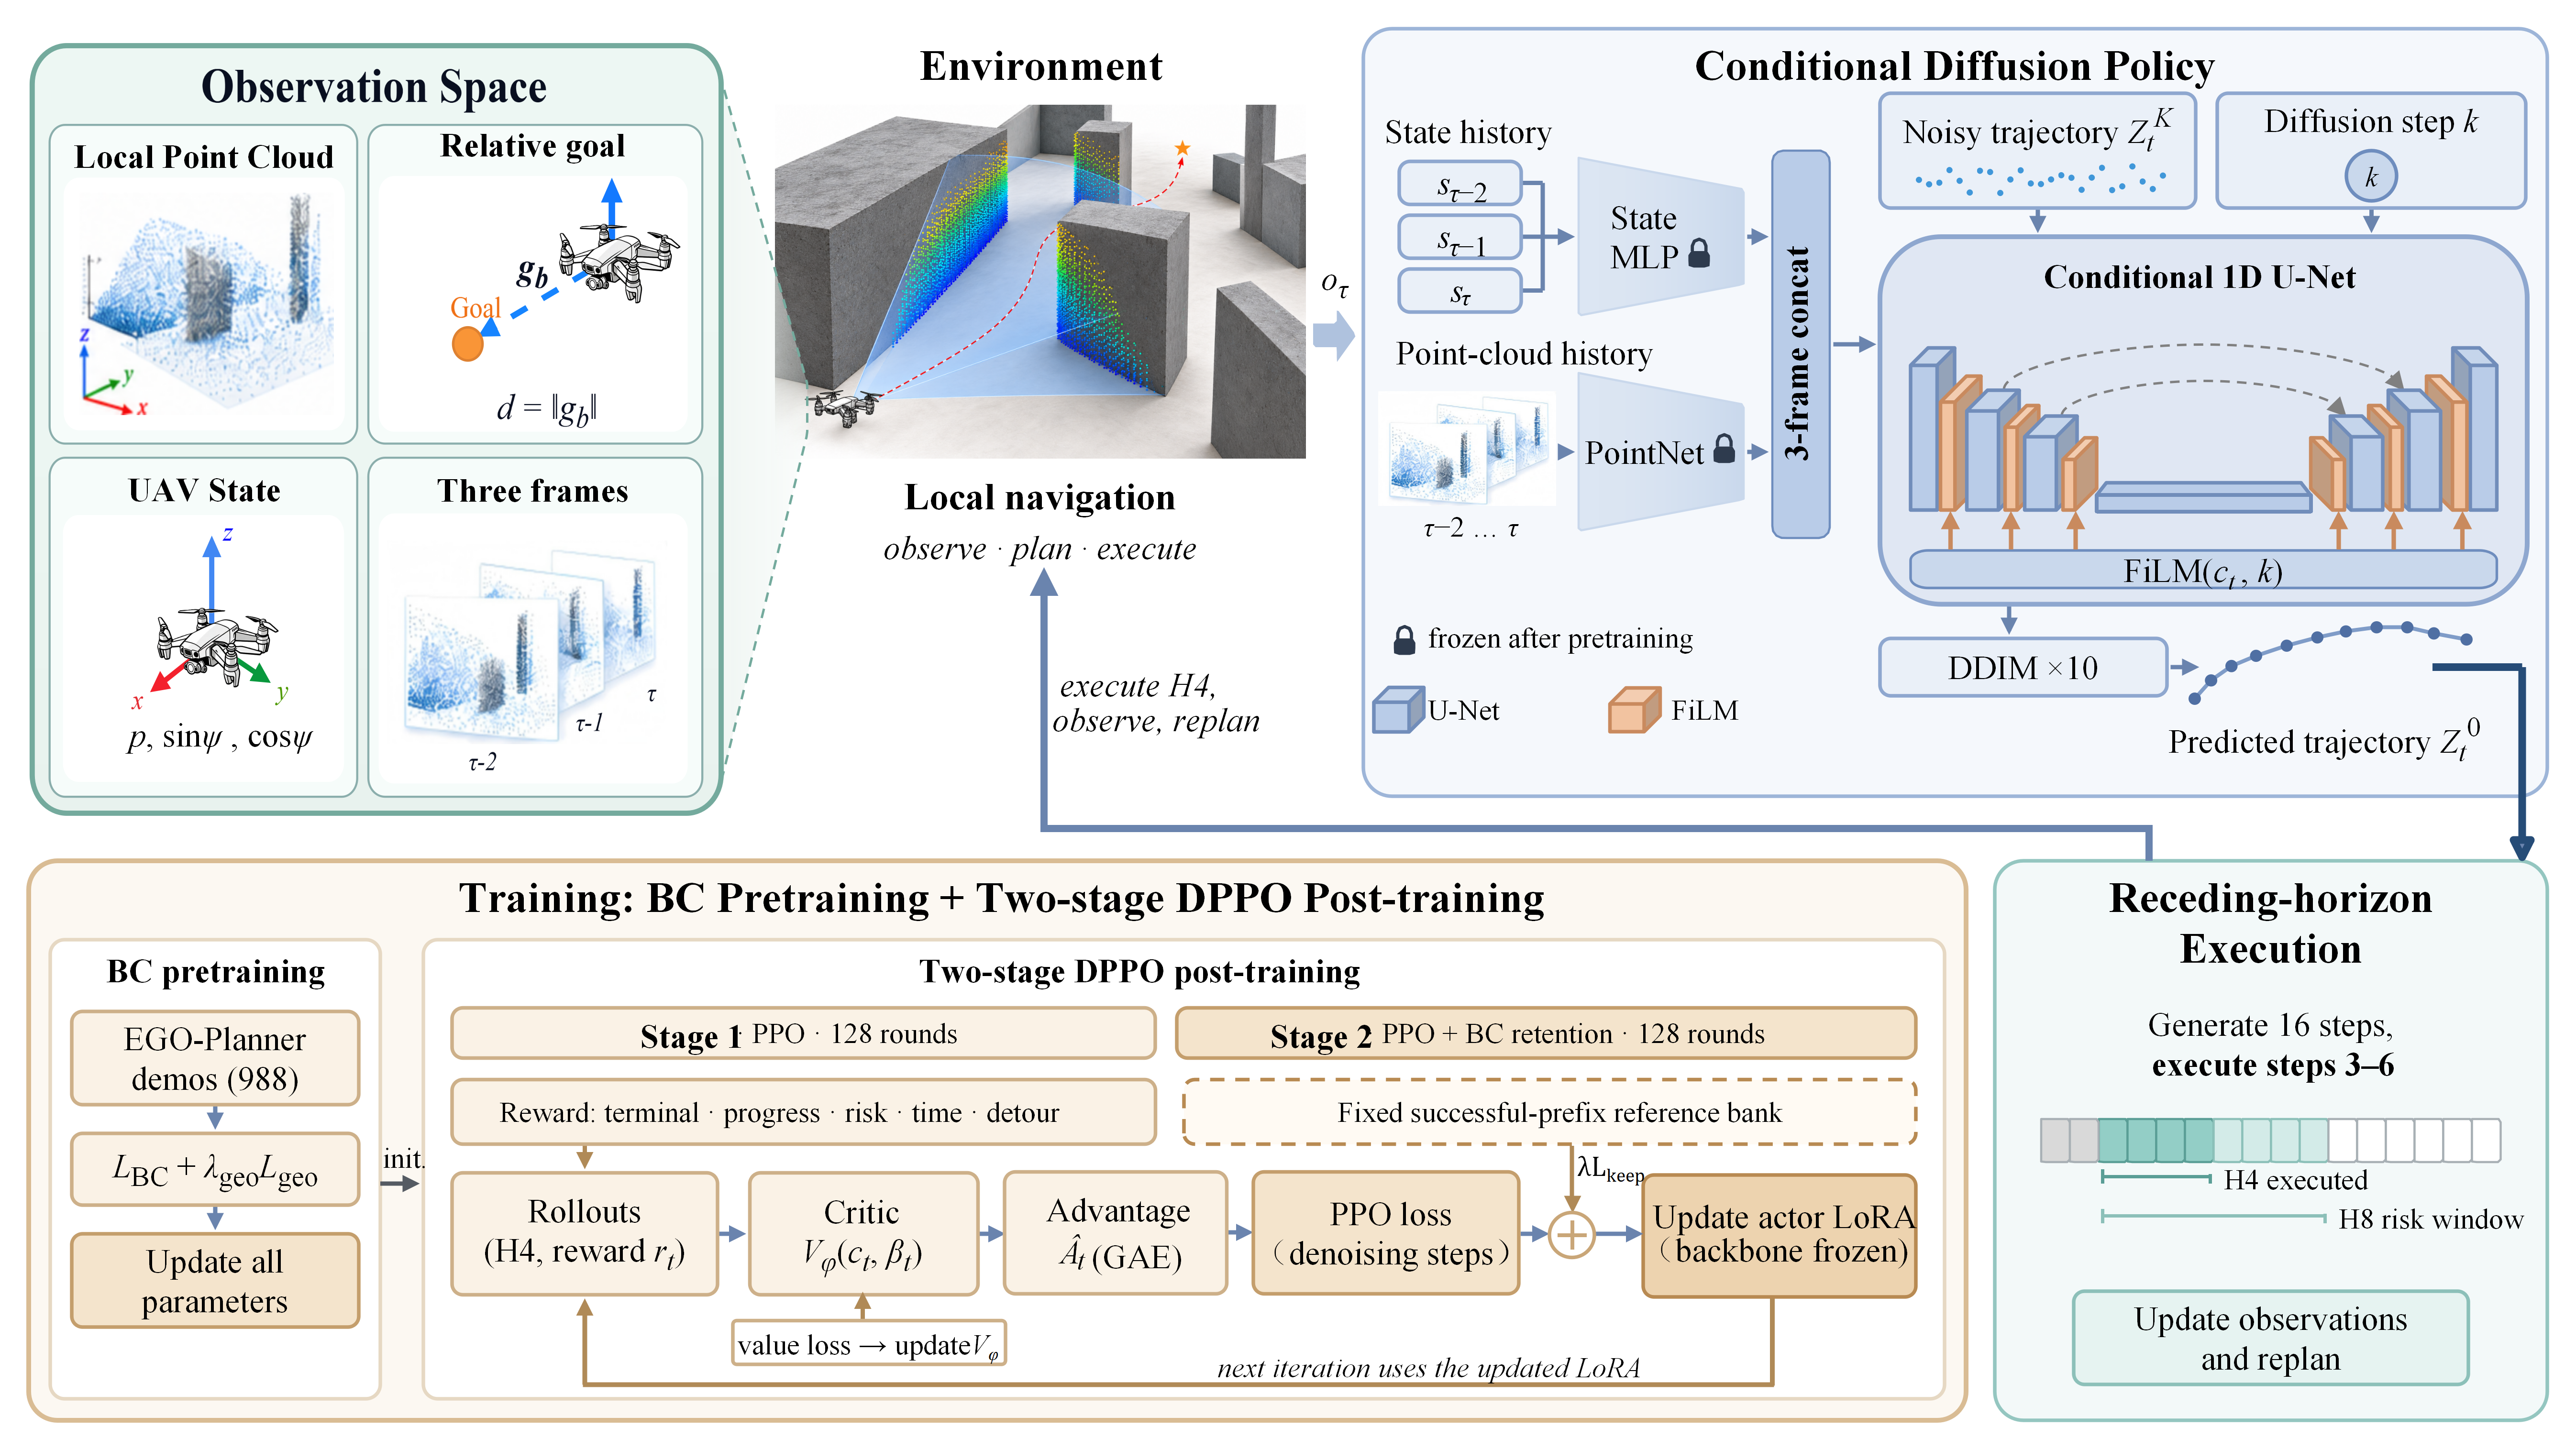 Observation Space
Local Point Cloud
z
y
x
Relative goal
g_b
Goal
d = ‖g_b‖
UAV State
z
x
y
p, sinψ , cosψ
Three frames
τ
τ-1
τ-2
Environment
Local navigation
observe · plan · execute
execute H4,
observe, replan
o_τ
Conditional Diffusion Policy
State history
s_τ−2
s_τ−1
s_τ
State
MLP
Point-cloud history
τ−2 … τ
PointNet
3-frame concat
Noisy trajectory Z_t^K
Diffusion step k
k
Conditional 1D U-Net
FiLM(c_t , k)
frozen after pretraining
U-Net
FiLM
DDIM ×10
Predicted trajectory Z_t^0
Training: BC Pretraining + Two-stage DPPO Post-training
BC pretraining
EGO-Planner
demos (988)
L_BC + λ_geo L_geo
Update all
parameters
init.
Two-stage DPPO post-training
Stage 1 PPO · 128 rounds
Stage 2 PPO + BC retention · 128 rounds
Reward: terminal · progress · risk · time · detour
Fixed successful-prefix reference bank
λL_keep
Rollouts
(H4, reward r_t)
Critic
V_φ(c_t, β_t)
Advantage
Â_t (GAE)
PPO loss
（denoising steps）
Update actor LoRA
（backbone frozen）
value loss → updateV_φ
next iteration uses the updated LoRA
Receding-horizon
Execution
Generate 16 steps,
execute steps 3–6
H4 executed
H8 risk window
Update observations
and replan